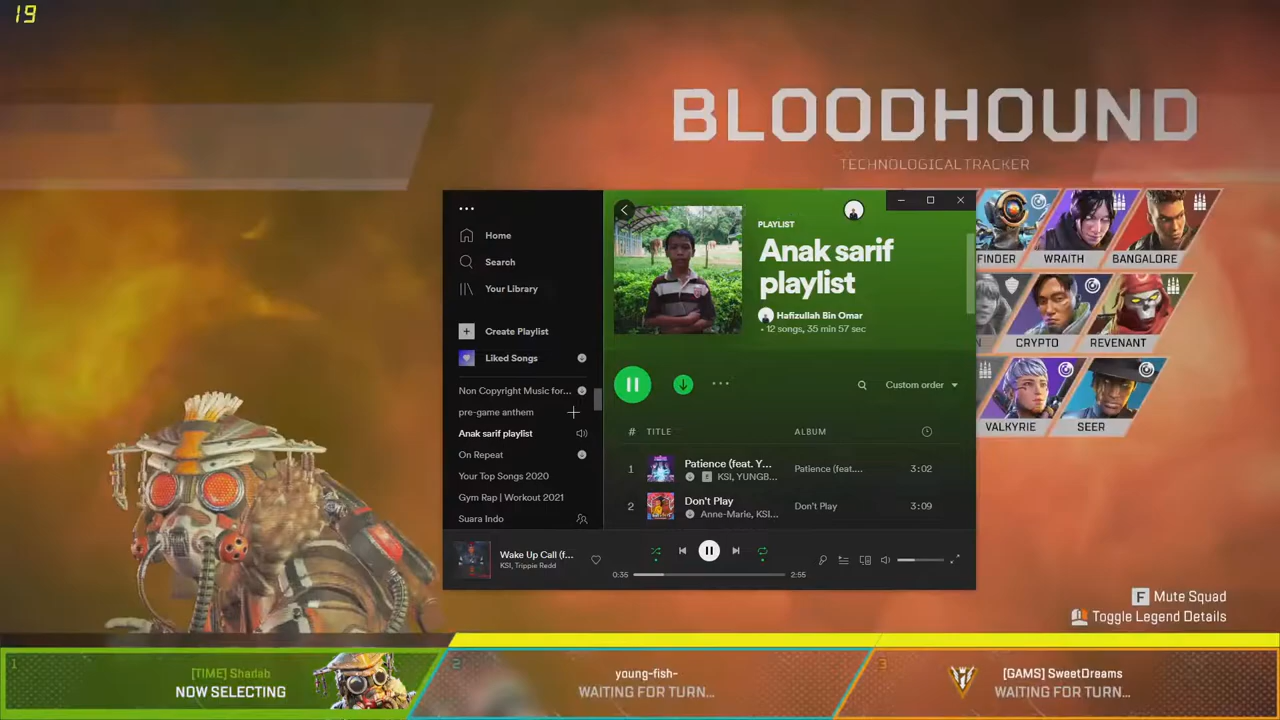 19
BLOODHOUND
TECHNOLOGICAL TRACKER
Home
Search
Your Library
Create Playlist
Liked Songs
Non Copyright Music for...
pre-game anthem
Anak sarif playlist
On Repeat
Your Top Songs 2020
Gym Rap | Workout 2021
Suara Indo
PLAYLIST
Anak sarif
playlist
Hafizullah Bin Omar
• 12 songs, 35 min 57 sec
Custom order
# TITLE ALBUM
1 Patience (feat. Y... Patience (feat.... 3:02
E KSI, YUNGB...
2 Don't Play Don't Play 3:09
Anne-Marie, KSI...
Wake Up Call (f...
KSI, Trippie Redd
0:35 2:55
FINDER WRAITH BANGALORE
N CRYPTO REVENANT
VALKYRIE SEER
F Mute Squad
Toggle Legend Details
1 [TIME] Shadab
NOW SELECTING
2 young-fish-
WAITING FOR TURN...
3 [GAMS] SweetDreams
WAITING FOR TURN...